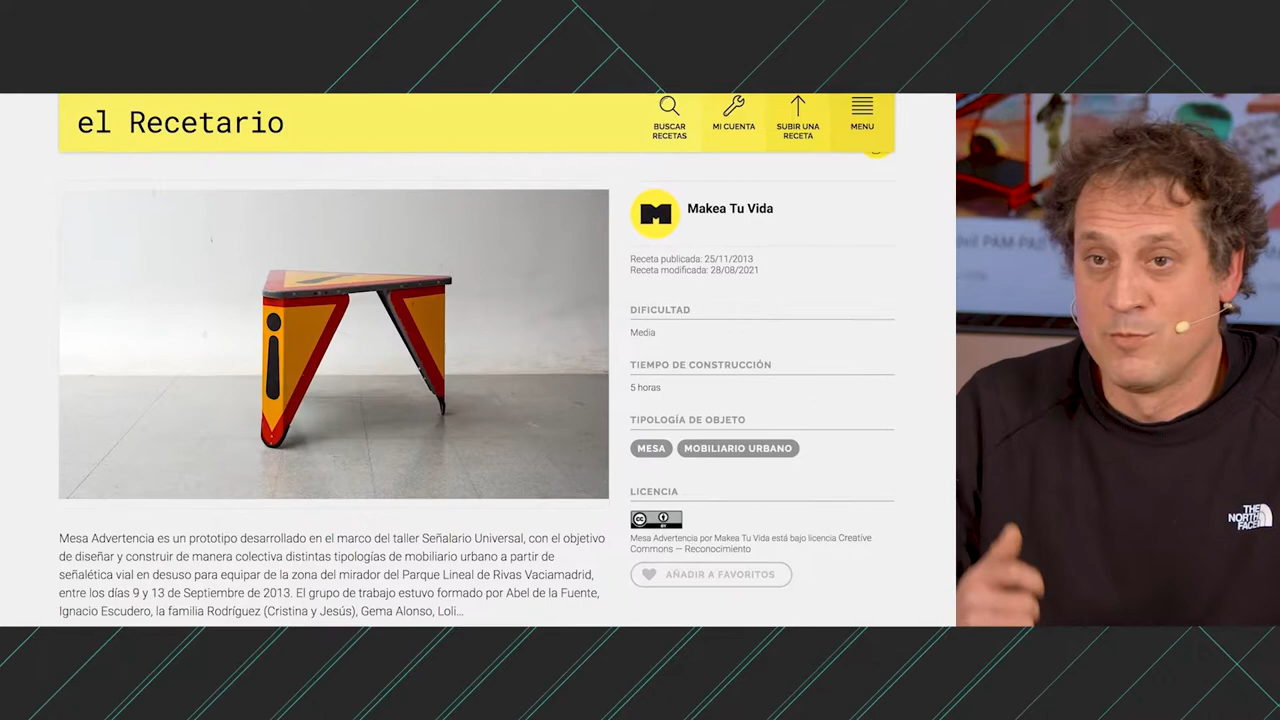 el Recetario
BUSCAR
RECETAS
MI CUENTA
SUBIR UNA
RECETA
MENU
Makea Tu Vida
Receta publicada: 25/11/2013
Receta modificada: 28/08/2021
DIFICULTAD
Media
TIEMPO DE CONSTRUCCIÓN
5 horas
TIPOLOGÍA DE OBJETO
MESA
MOBILIARIO URBANO
LICENCIA
cc
BY
Mesa Advertencia por Makea Tu Vida está bajo licencia Creative
Commons — Reconocimiento
AÑADIR A FAVORITOS
Mesa Advertencia es un prototipo desarrollado en el marco del taller Señalario Universal, con el objetivo
de diseñar y construir de manera colectiva distintas tipologías de mobiliario urbano a partir de
señalética vial en desuso para equipar de la zona del mirador del Parque Lineal de Rivas Vaciamadrid,
entre los días 9 y 13 de Septiembre de 2013. El grupo de trabajo estuvo formado por Abel de la Fuente,
Ignacio Escudero, la familia Rodríguez (Cristina y Jesús), Gema Alonso, Loli...
THE
NORTH
FACE